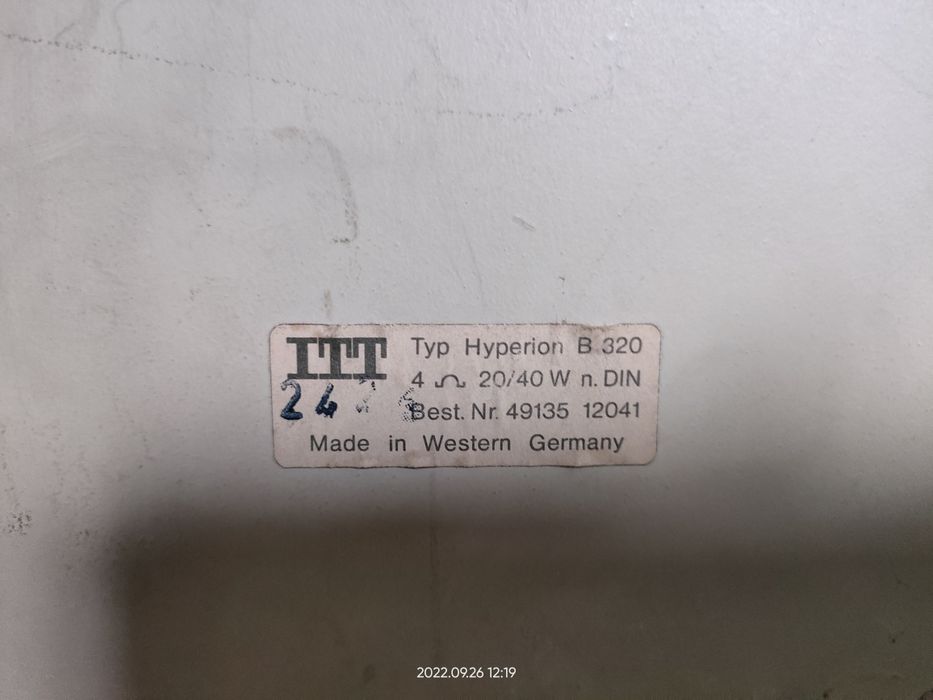 ITT Typ Hyperion B 320
4 Ω 20/40 W n. DIN
Best. Nr. 49135 12041
Made in Western Germany
2022.09.26 12:19